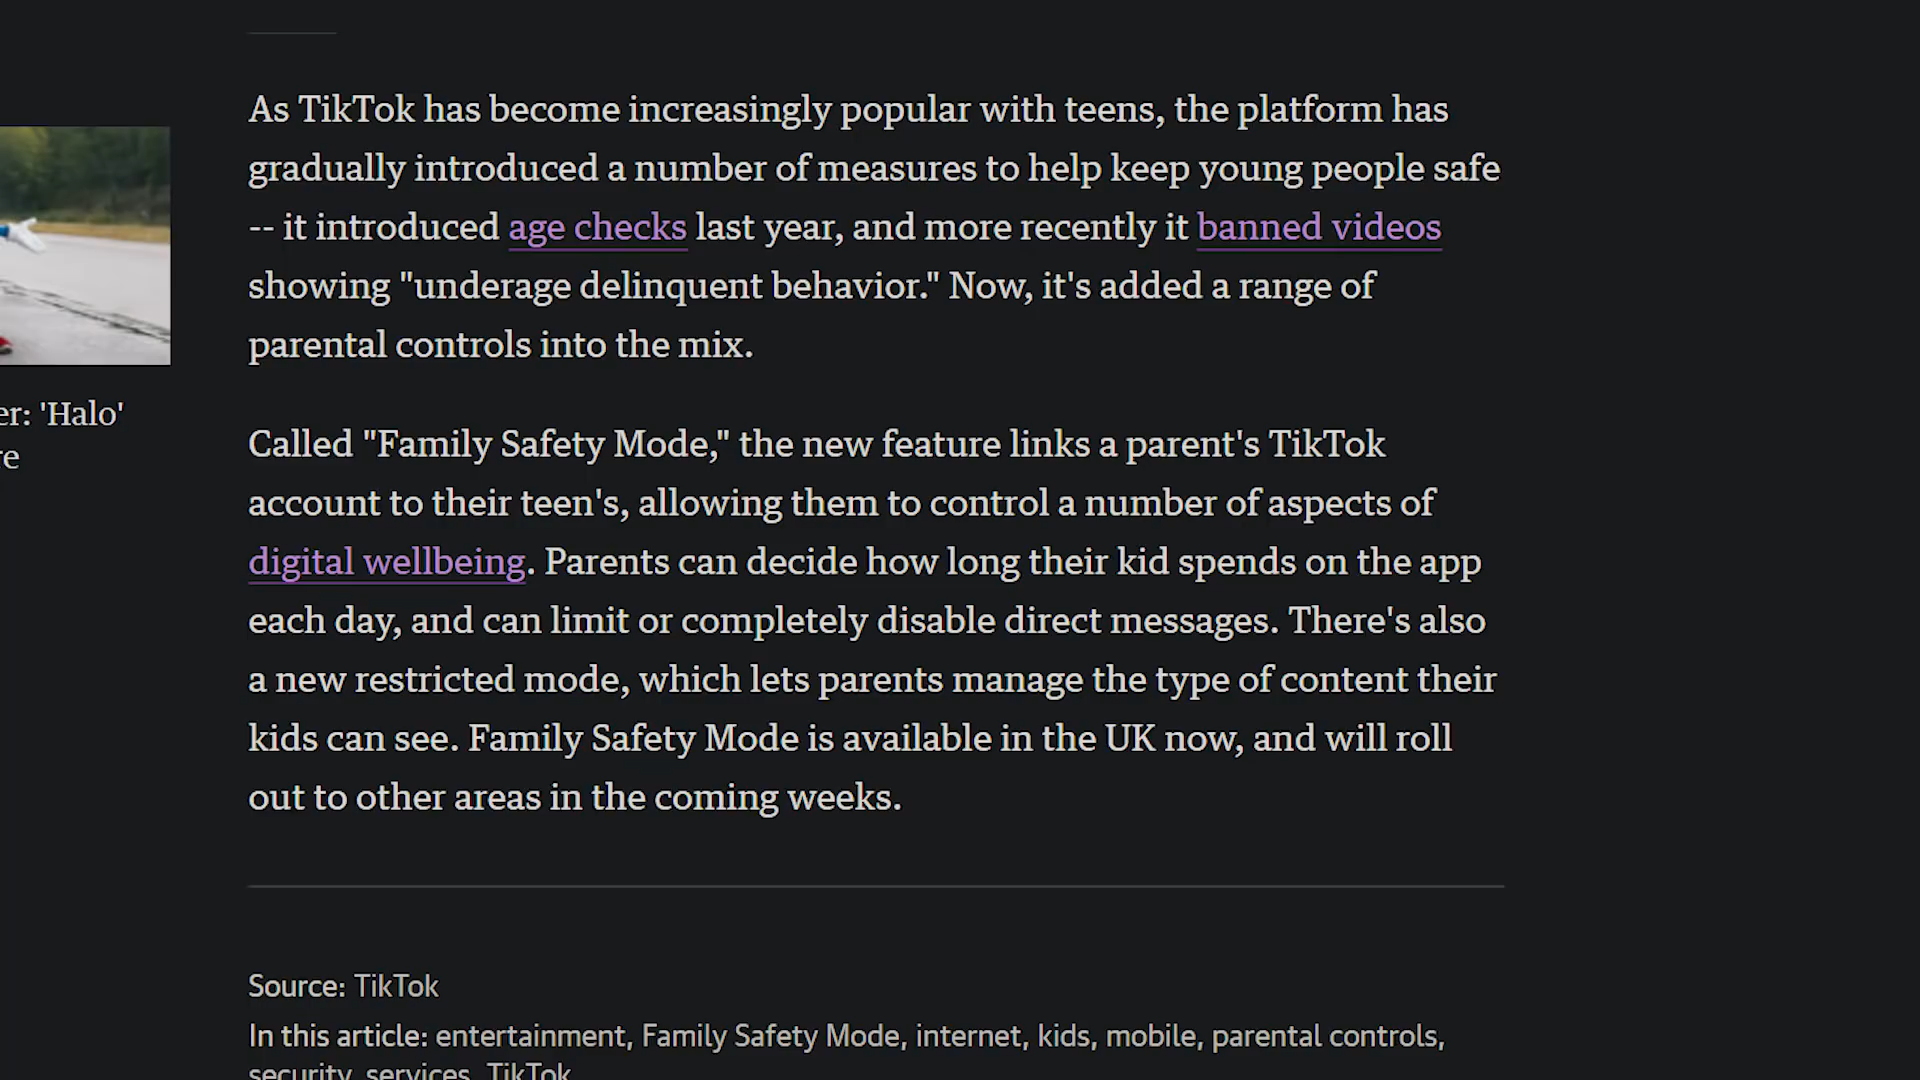 As TikTok has become increasingly popular with teens, the platform has
gradually introduced a number of measures to help keep young people safe
-- it introduced age checks last year, and more recently it banned videos
showing "underage delinquent behavior." Now, it's added a range of
parental controls into the mix.
er: 'Halo'
re
Called "Family Safety Mode," the new feature links a parent's TikTok
account to their teen's, allowing them to control a number of aspects of
digital wellbeing. Parents can decide how long their kid spends on the app
each day, and can limit or completely disable direct messages. There's also
a new restricted mode, which lets parents manage the type of content their
kids can see. Family Safety Mode is available in the UK now, and will roll
out to other areas in the coming weeks.
Source: TikTok
In this article: entertainment, Family Safety Mode, internet, kids, mobile, parental controls,
security, services, TikTok